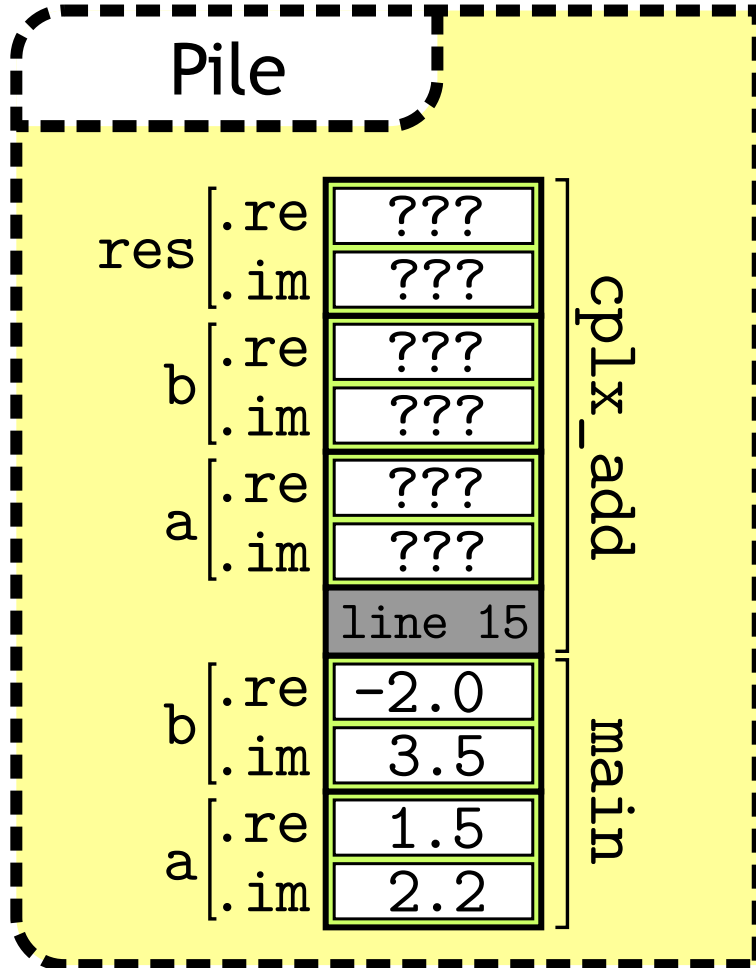 Pile
res .re ???
.im ???
b .re ???
.im ???
a .re ???
.im ???
line 15
cplx_add
b .re -2.0
.im 3.5
a .re 1.5
.im 2.2
main